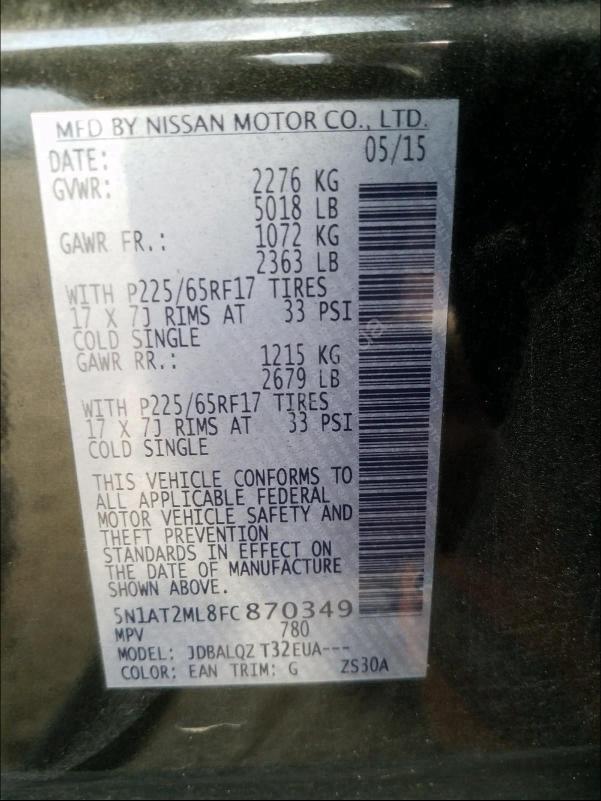 MFD BY NISSAN MOTOR CO., LTD.
DATE: 05/15
GVWR: 2276 KG
5018 LB
GAWR FR.: 1072 KG
2363 LB
WITH P225/65RF17 TIRES
17 X 7J RIMS AT 33 PSI
COLD SINGLE
GAWR RR.: 1215 KG
2679 LB
WITH P225/65RF17 TIRES
17 X 7J RIMS AT 33 PSI
COLD SINGLE
THIS VEHICLE CONFORMS TO
ALL APPLICABLE FEDERAL
MOTOR VEHICLE SAFETY AND
THEFT PREVENTION
STANDARDS IN EFFECT ON
THE DATE OF MANUFACTURE
SHOWN ABOVE.
5N1AT2ML8FC870349
MPV 780
MODEL: JDBALQZ T32EUA---
COLOR: EAN TRIM: G ZS30A